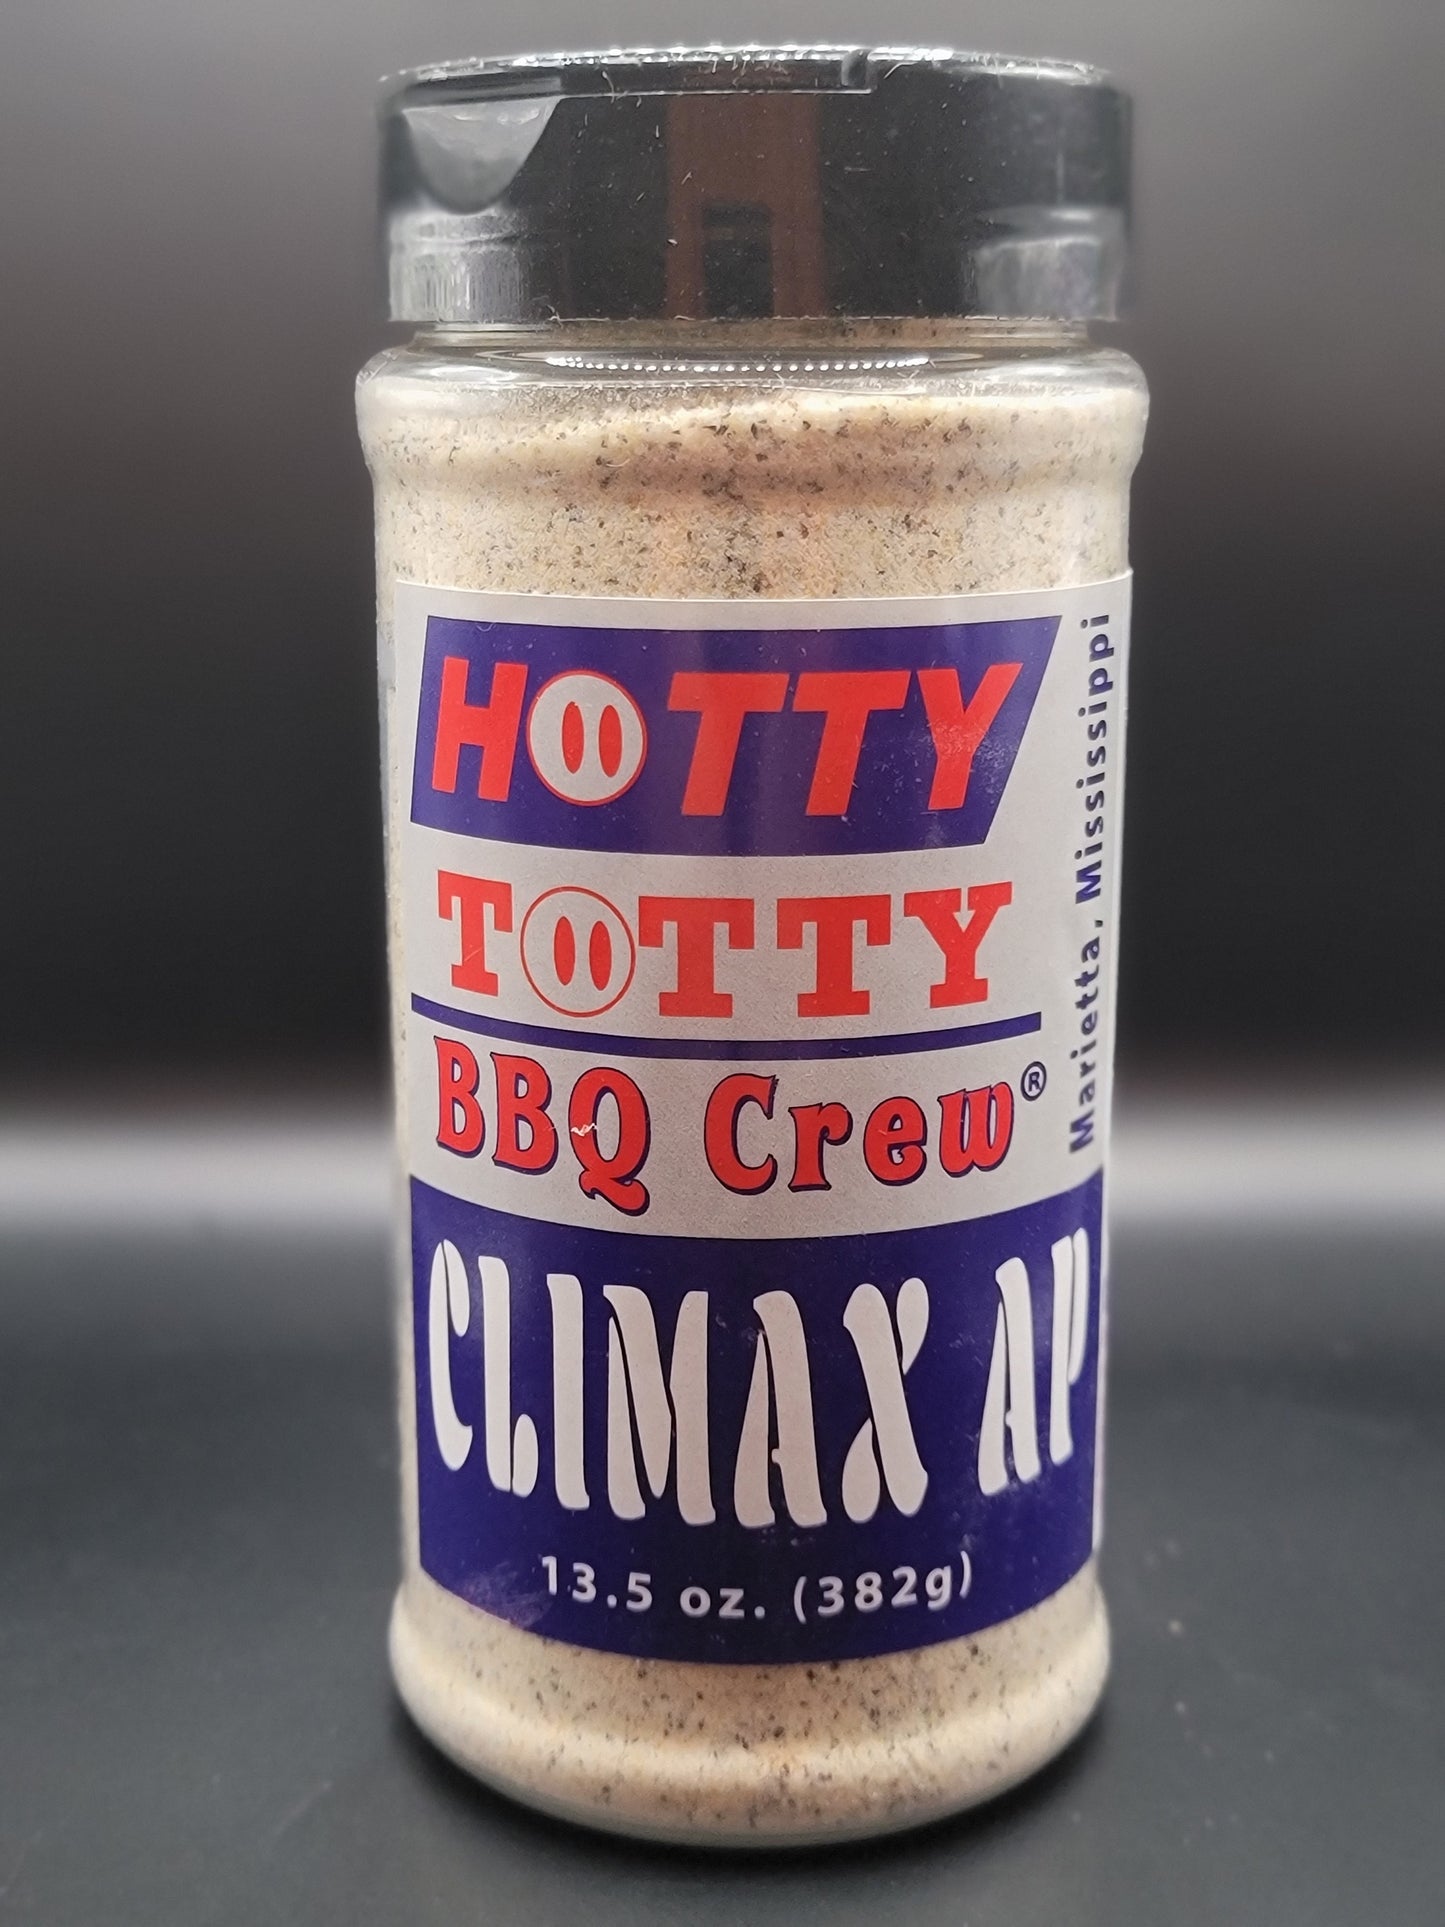 HOTTY
TOTTY
BBQ Crew®
Marietta, Mississippi
CLIMAX AP
13.5 oz. (382g)